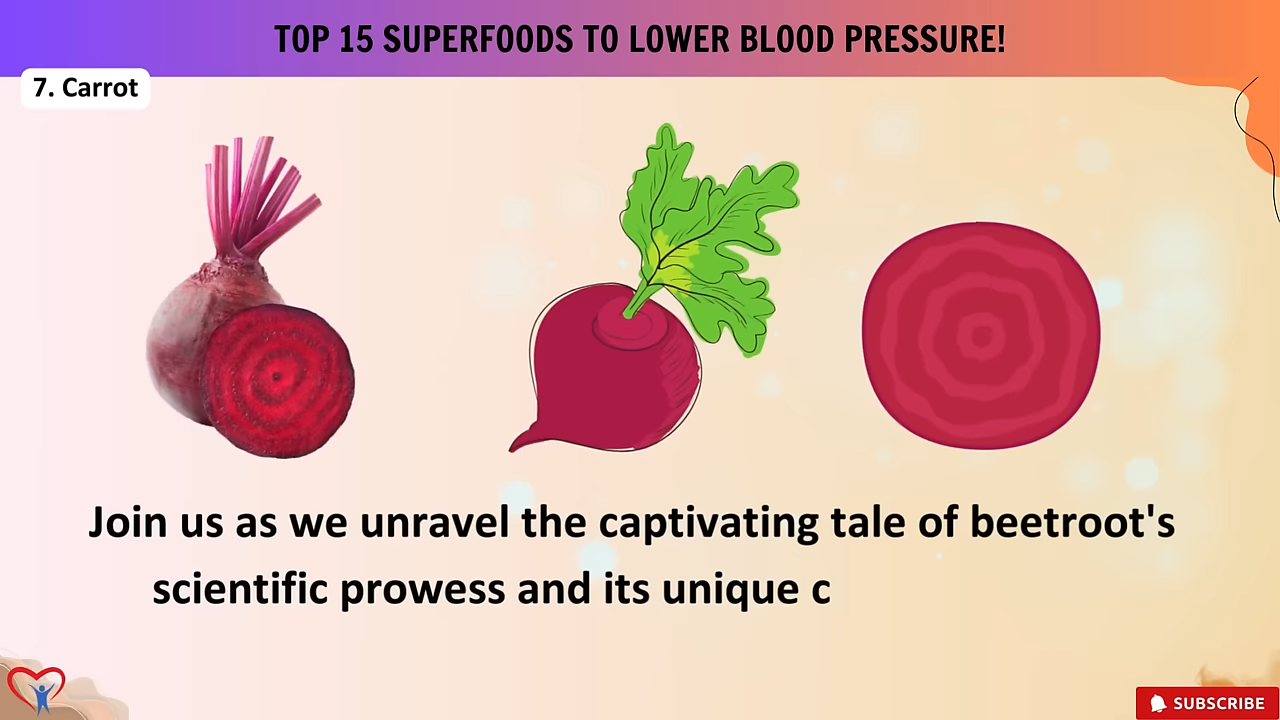 TOP 15 SUPERFOODS TO LOWER BLOOD PRESSURE!
7. Carrot
Join us as we unravel the captivating tale of beetroot's
scientific prowess and its unique c
SUBSCRIBE